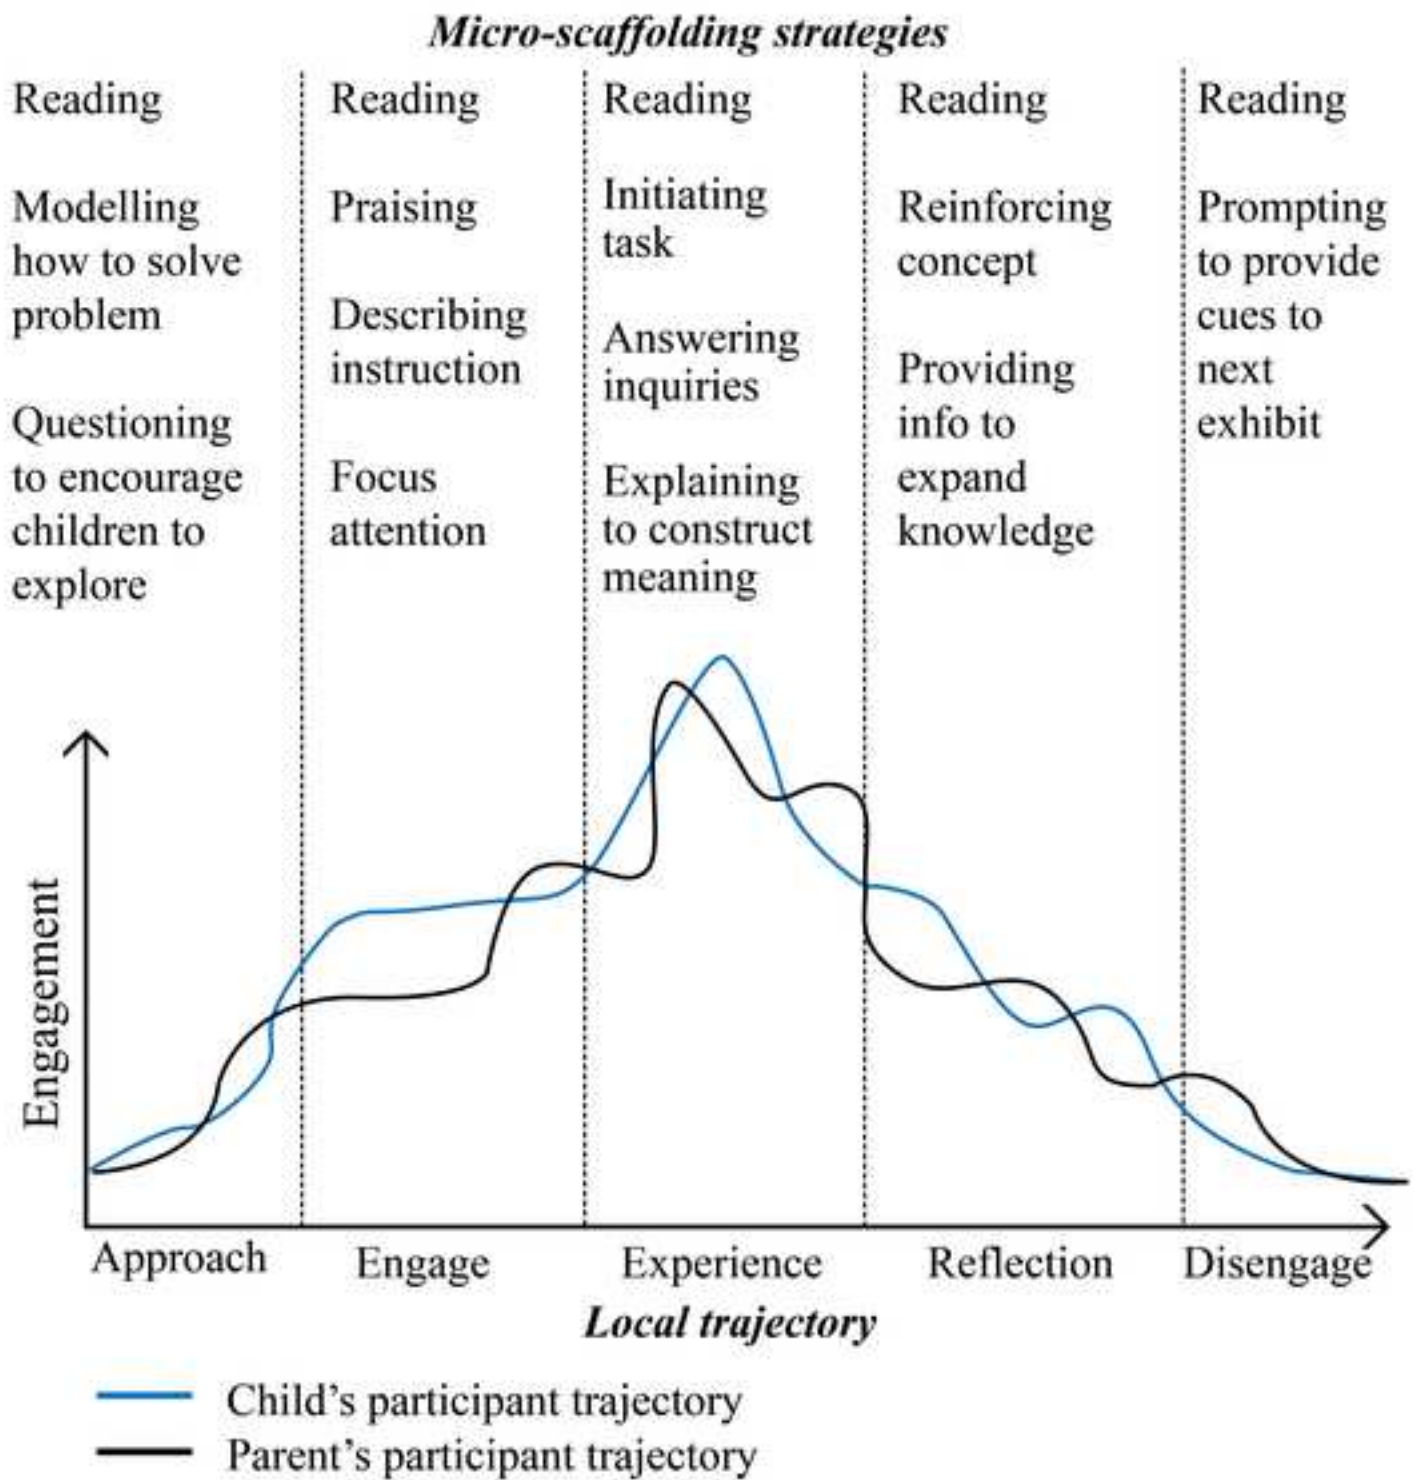 Micro-scaffolding strategies
Reading
Modelling
how to solve
problem
Questioning
to encourage
children to
explore
Reading
Praising
Describing
instruction
Focus
attention
Reading
Initiating
task
Answering
inquiries
Explaining
to construct
meaning
Reading
Reinforcing
concept
Providing
info to
expand
knowledge
Reading
Prompting
to provide
cues to
next
exhibit
Engagement
Approach
Engage
Experience
Reflection
Disengage
Local trajectory
Child's participant trajectory
Parent's participant trajectory